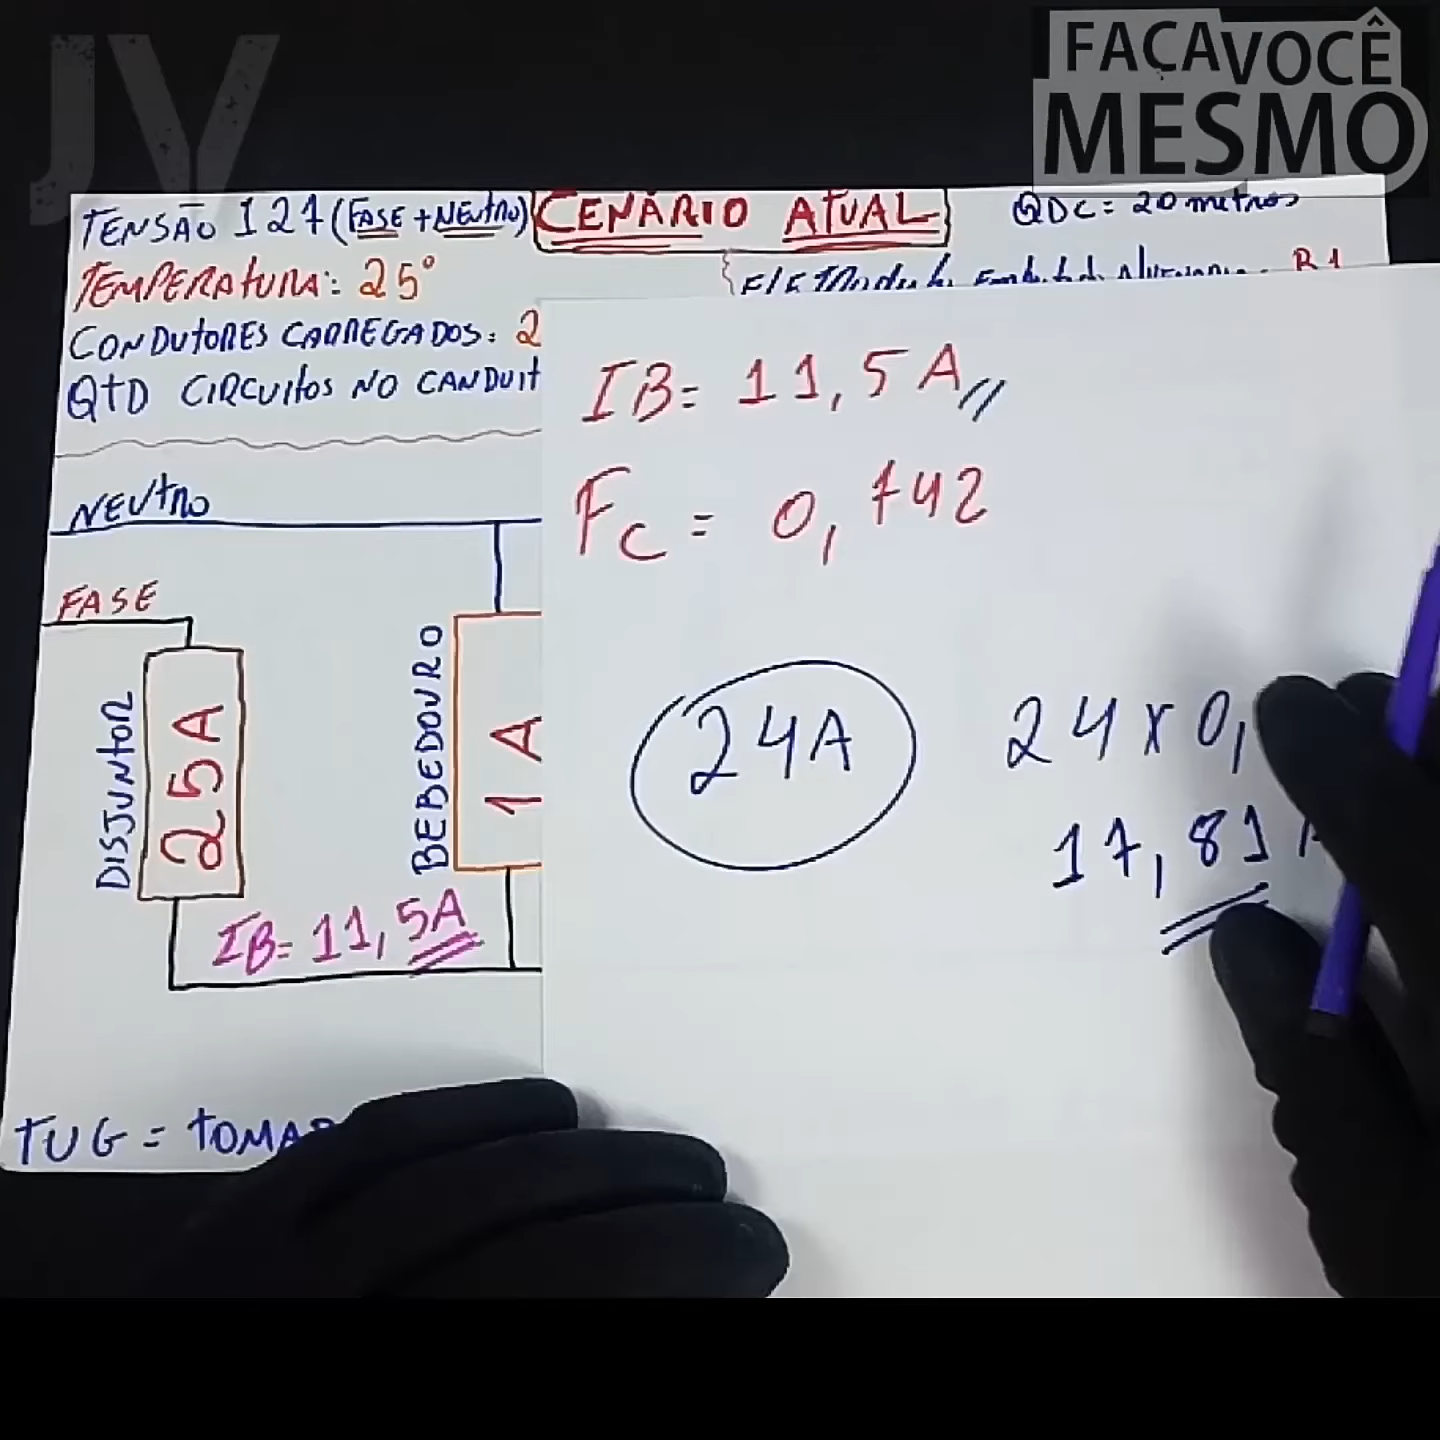 JV
FAÇA VOCÊ
MESMO
TENSÃO 127 (FASE + NEUTRO)
CENÁRIO ATUAL
QDC = 20 metros
TEMPERATURA: 25°
B1
CONDUTORES CARREGADOS: 2
QTD CIRCUITOS NO CONDUIT
IB = 11,5A
FC = 0,742
NEUTRO
FASE
DISJUNTOR
25A
BEBEDOURO
1A
24A
24 x 0,
17,81
IB = 11,5A
TUG =